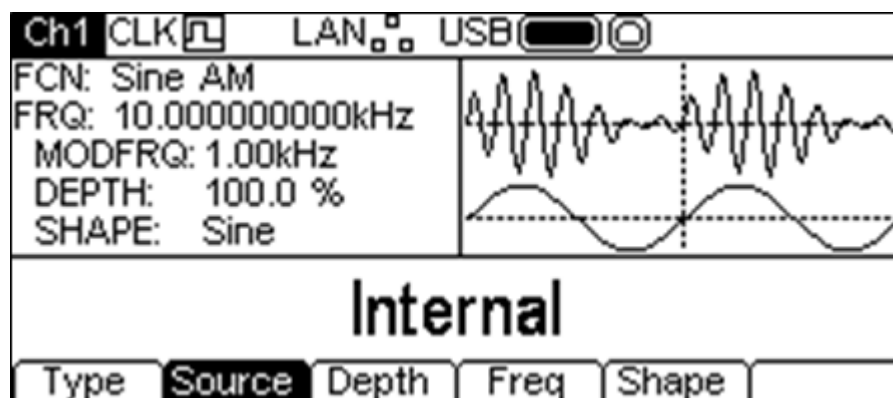 Ch1 CLK LAN USB
FCN: Sine AM
FRQ: 10.000000000kHz
MODFRQ: 1.00kHz
DEPTH: 100.0 %
SHAPE: Sine
Internal
Type Source Depth Freq Shape